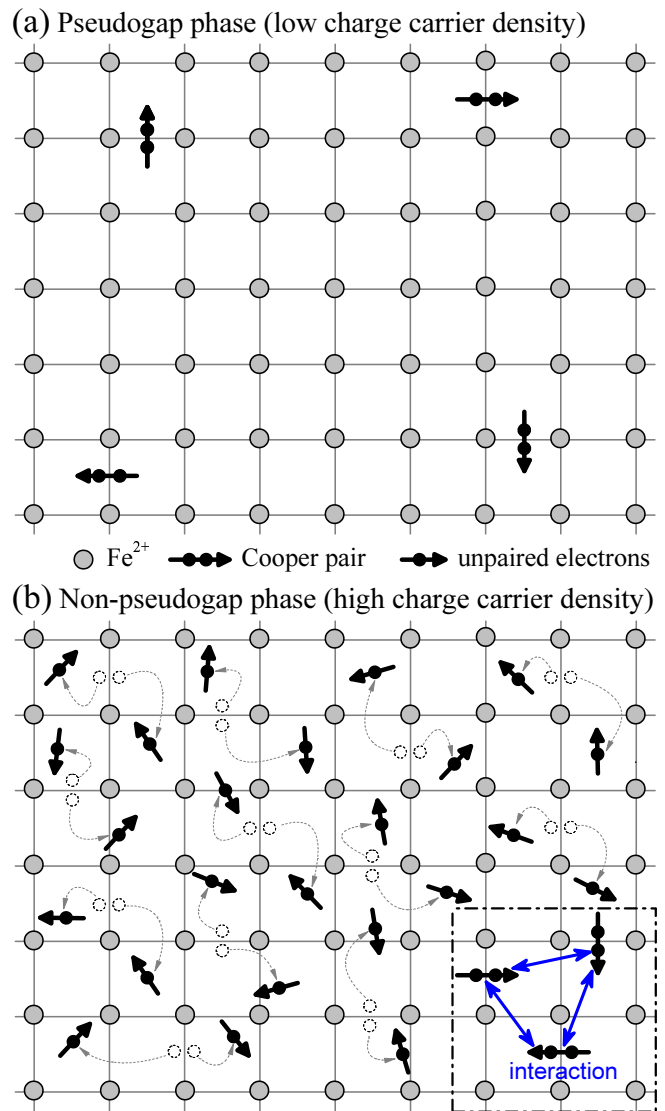 (a) Pseudogap phase (low charge carrier density)
Fe²⁺ Cooper pair unpaired electrons
(b) Non-pseudogap phase (high charge carrier density)
interaction